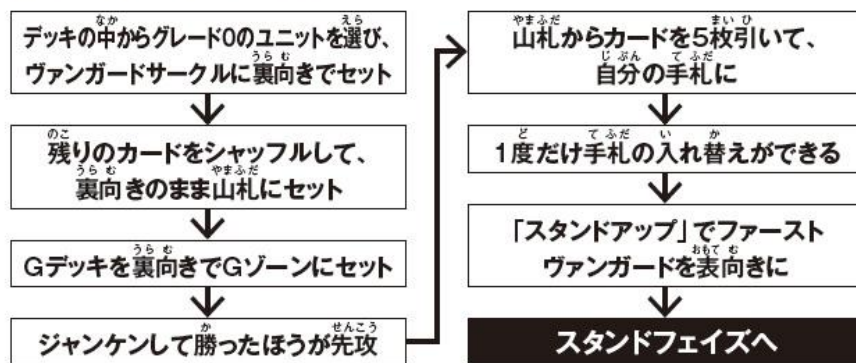 デッキの中からグレード0のユニットを選び、
ヴァンガードサークルに裏向きでセット
残りのカードをシャッフルして、
裏向きのまま山札にセット
Gデッキを裏向きでGゾーンにセット
ジャンケンして勝ったほうが先攻
山札からカードを5枚引いて、
自分の手札に
1度だけ手札の入れ替えができる
「スタンドアップ」でファースト
ヴァンガードを表向きに
スタンドフェイズへ